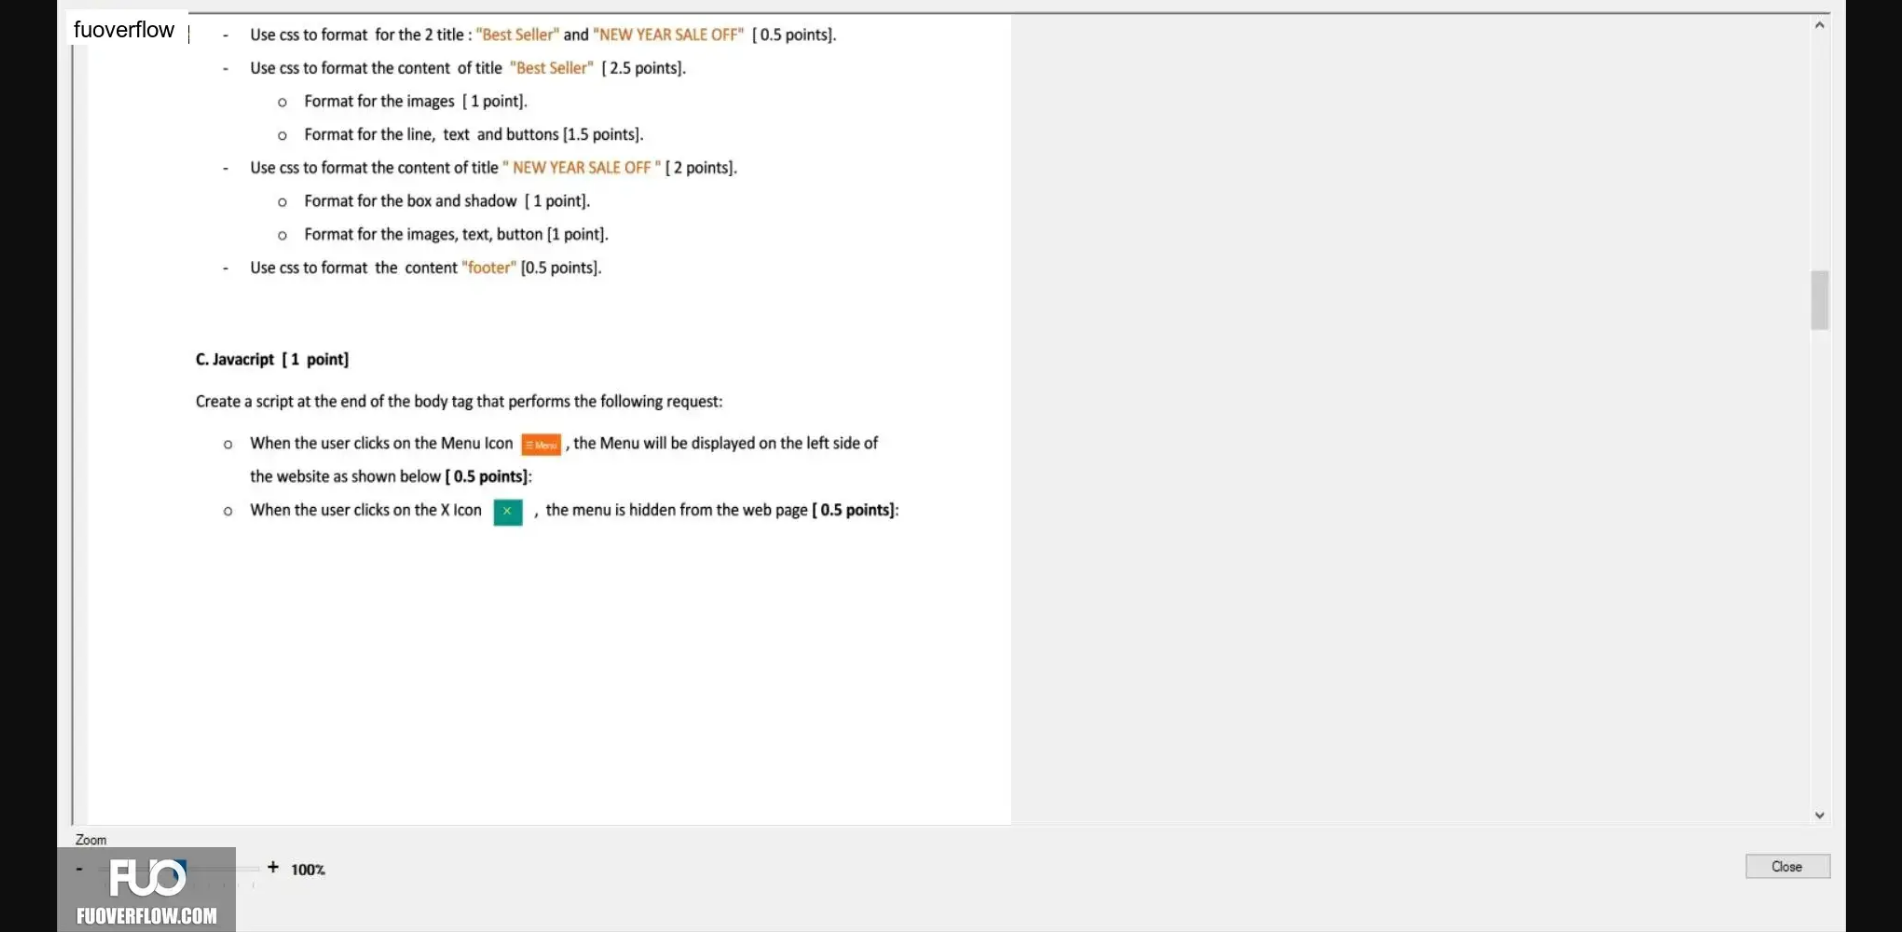 fuoverflow
- Use css to format for the 2 title : "Best Seller" and "NEW YEAR SALE OFF" [ 0.5 points].
- Use css to format the content of title "Best Seller" [ 2.5 points].
o Format for the images [ 1 point].
o Format for the line, text and buttons [1.5 points].
- Use css to format the content of title " NEW YEAR SALE OFF " [ 2 points].
o Format for the box and shadow [ 1 point].
o Format for the images, text, button [1 point].
- Use css to format the content "footer" [0.5 points].
C. Javacript [ 1 point]
Create a script at the end of the body tag that performs the following request:
o When the user clicks on the Menu Icon ☰ Menu , the Menu will be displayed on the left side of
the website as shown below [ 0.5 points]:
o When the user clicks on the X Icon × , the menu is hidden from the web page [ 0.5 points]:
Zoom
- + 100%
Close
FUO
FUOVERFLOW.COM